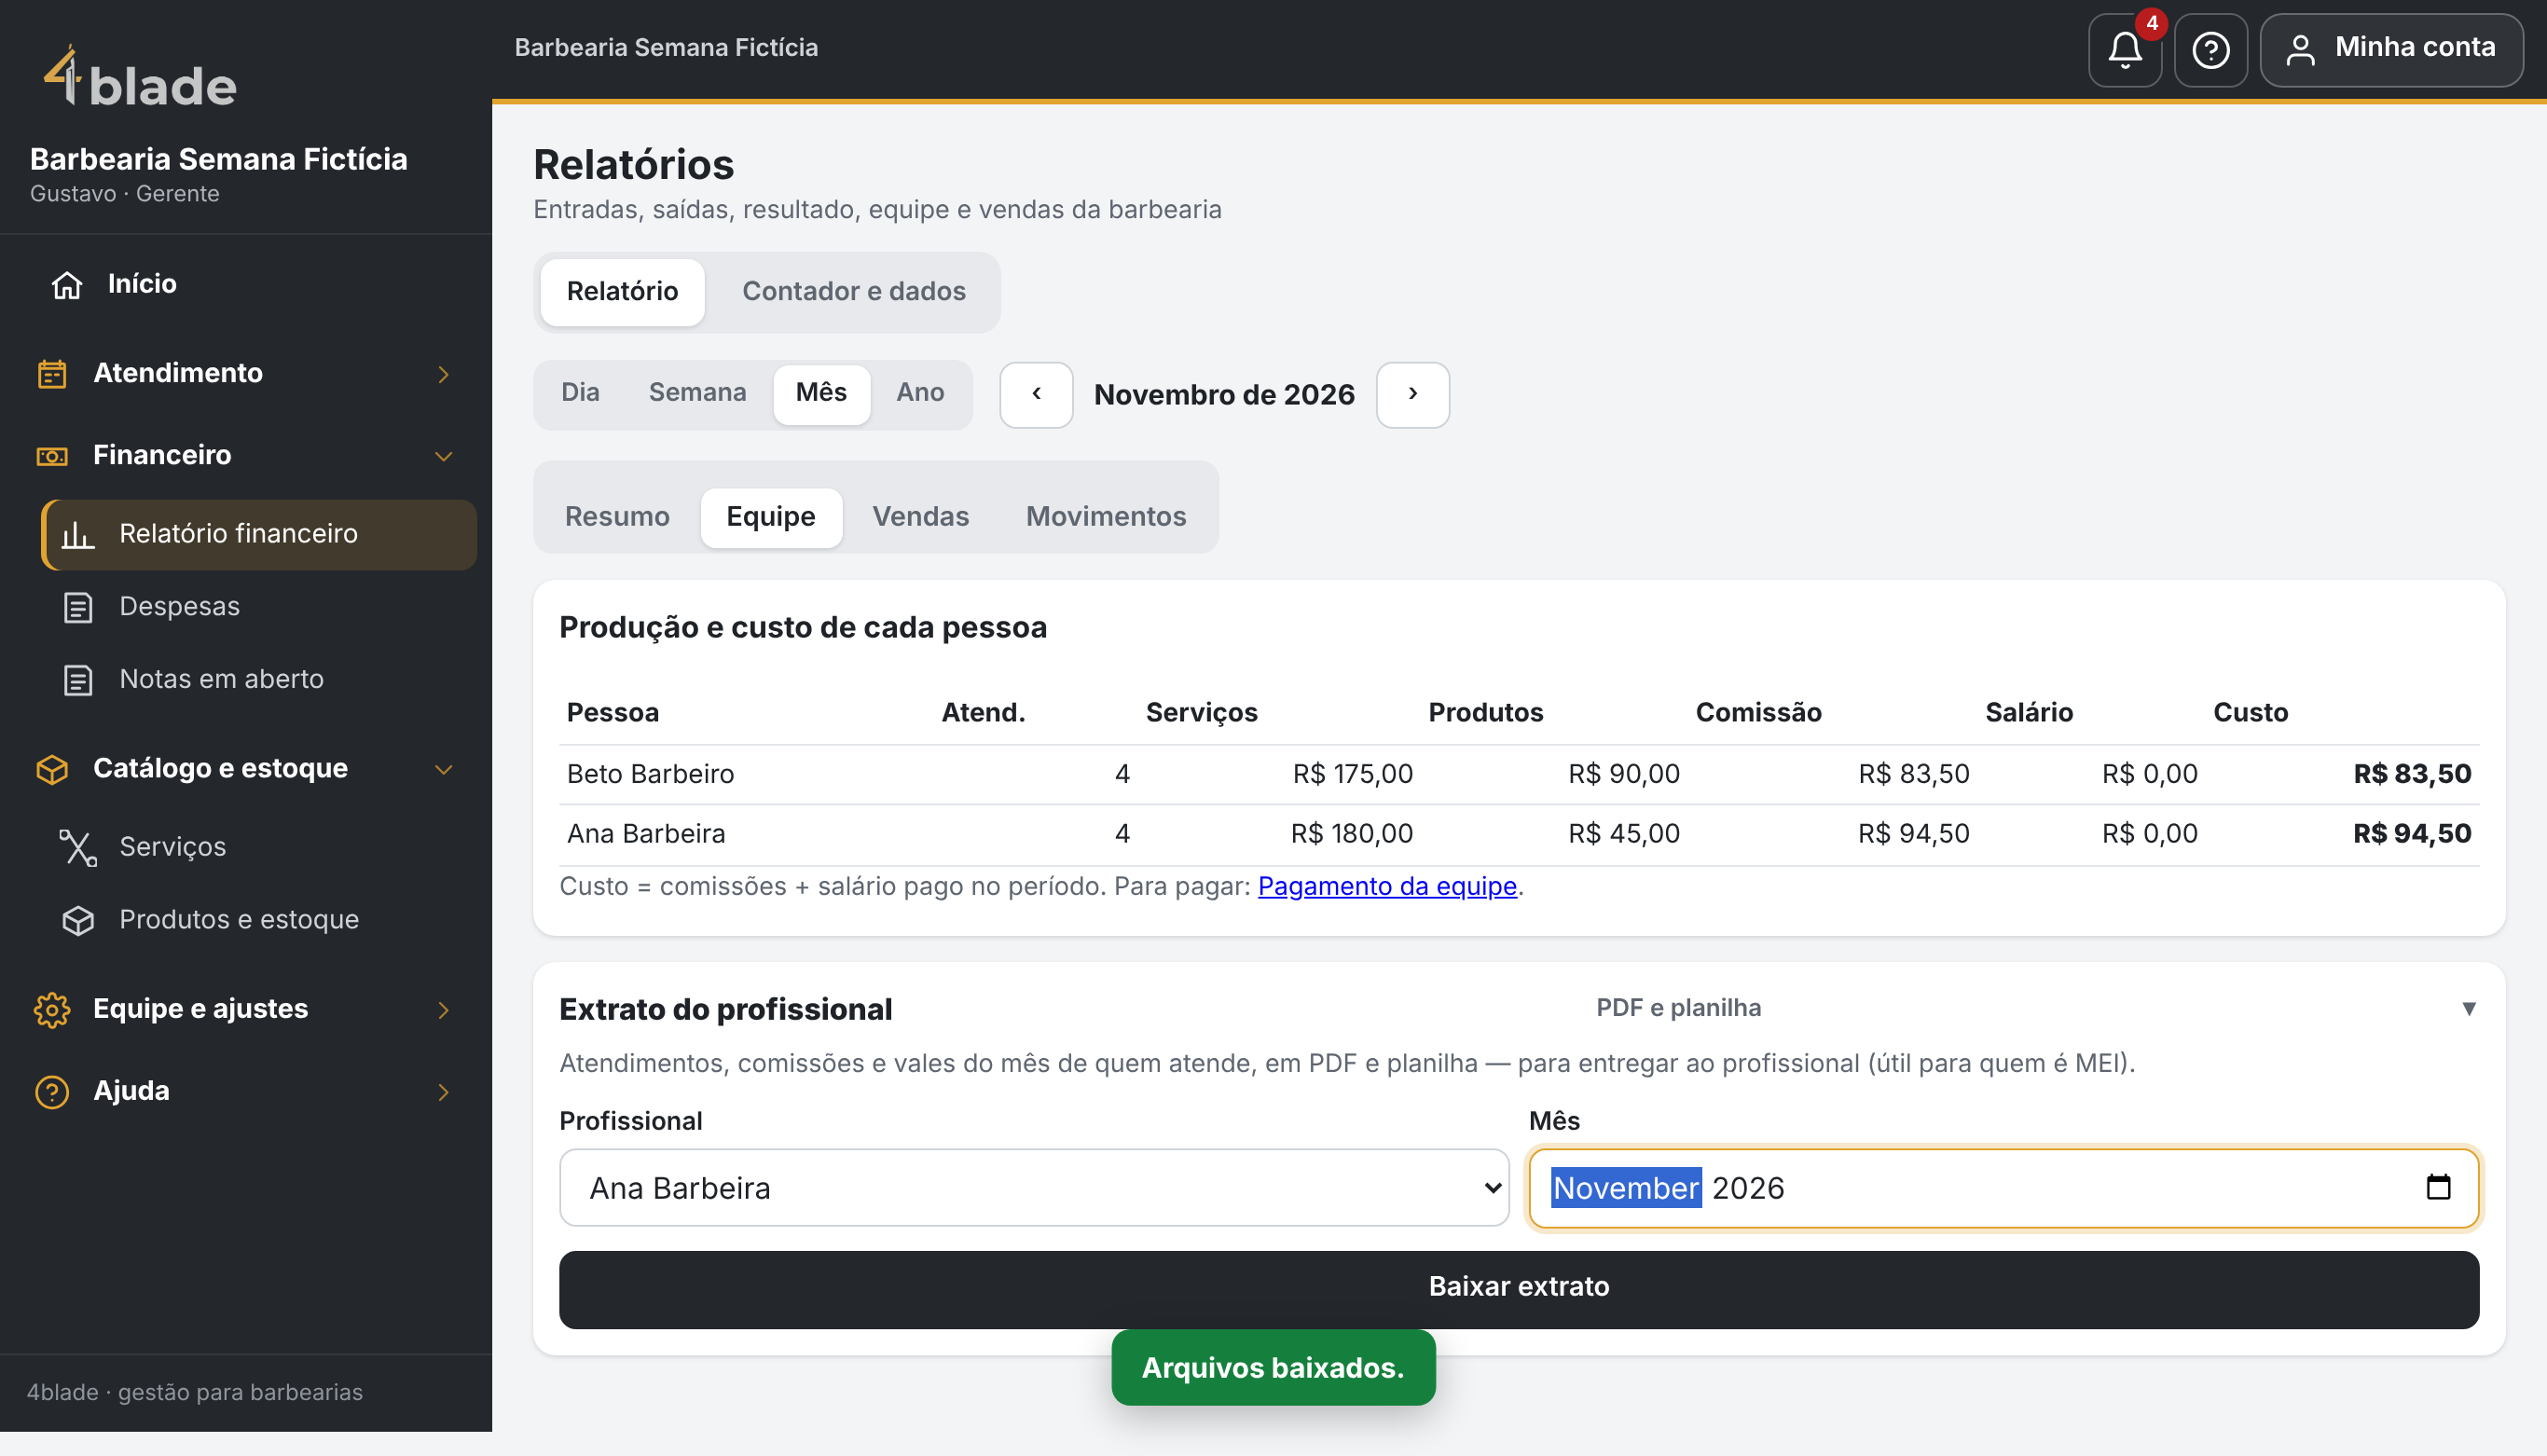 4blade
Barbearia Semana Fictícia
Gustavo · Gerente
Início
Atendimento
Financeiro
Relatório financeiro
Despesas
Notas em aberto
Catálogo e estoque
Serviços
Produtos e estoque
Equipe e ajustes
Ajuda
4blade · gestão para barbearias
Barbearia Semana Fictícia
4
Minha conta
Relatórios
Entradas, saídas, resultado, equipe e vendas da barbearia
Relatório Contador e dados
Dia Semana Mês Ano ‹ Novembro de 2026 ›
Resumo Equipe Vendas Movimentos
Produção e custo de cada pessoa
Pessoa Atend. Serviços Produtos Comissão Salário Custo
Beto Barbeiro 4 R$ 175,00 R$ 90,00 R$ 83,50 R$ 0,00 R$ 83,50
Ana Barbeira 4 R$ 180,00 R$ 45,00 R$ 94,50 R$ 0,00 R$ 94,50
Custo = comissões + salário pago no período. Para pagar: Pagamento da equipe.
Extrato do profissional PDF e planilha ▼
Atendimentos, comissões e vales do mês de quem atende, em PDF e planilha — para entregar ao profissional (útil para quem é MEI).
Profissional Mês
Ana Barbeira November 2026
Baixar extrato
Arquivos baixados.